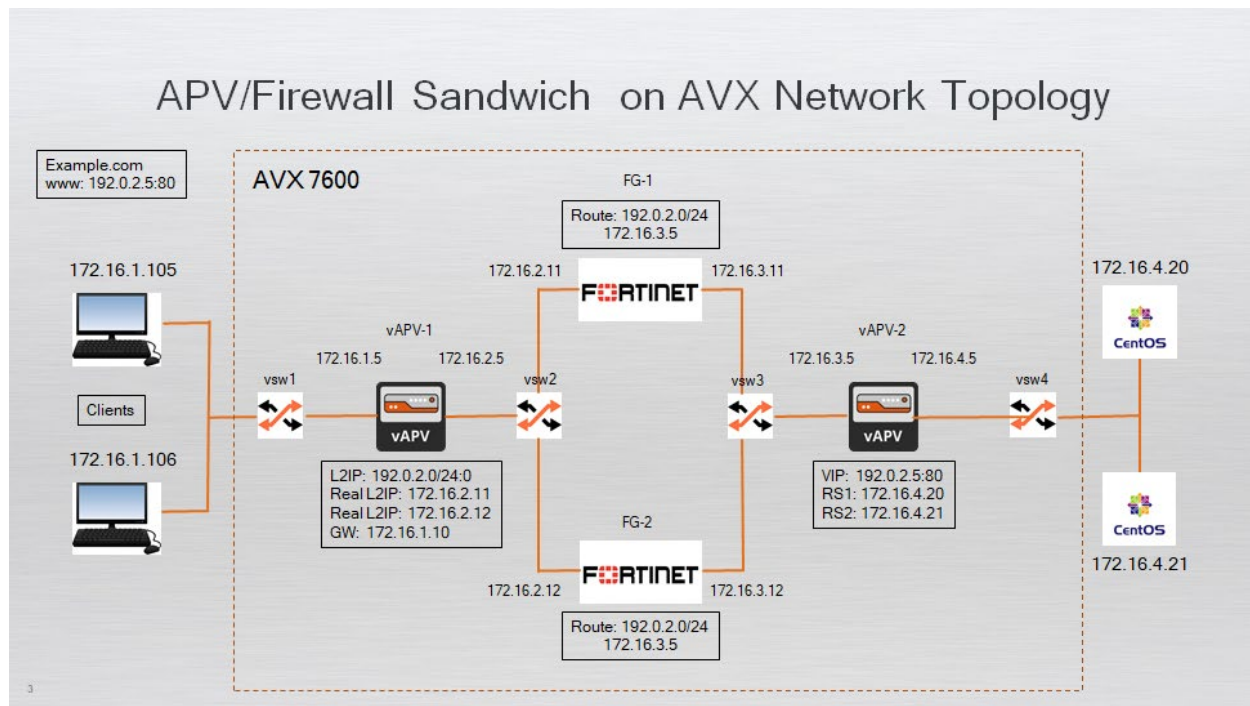 APV/Firewall Sandwich on AVX Network Topology
Example.com
www: 192.0.2.5:80
AVX 7600
FG-1
Route: 192.0.2.0/24
172.16.3.5
172.16.1.105
172.16.2.11
FORTINET
172.16.3.11
172.16.4.20
CentOS
vAPV-1
172.16.1.5
172.16.2.5
vAPV-2
172.16.3.5
172.16.4.5
vsw1
vsw2
vsw3
vsw4
Clients
vAPV
vAPV
172.16.1.106
L2IP: 192.0.2.0/24:0
Real L2IP: 172.16.2.11
Real L2IP: 172.16.2.12
GW: 172.16.1.10
VIP: 192.0.2.5:80
RS1: 172.16.4.20
RS2: 172.16.4.21
FG-2
FORTINET
172.16.2.12
172.16.3.12
Route: 192.0.2.0/24
172.16.3.5
CentOS
172.16.4.21
3